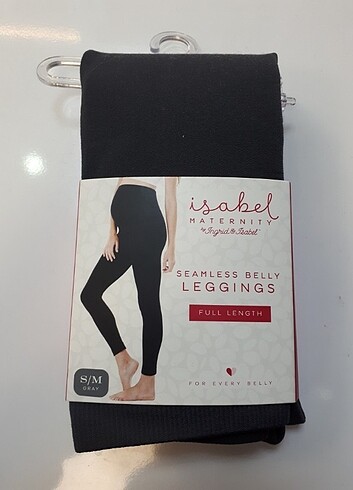 isabel
MATERNITY
by Ingrid & Isabel
SEAMLESS BELLY
LEGGINGS
FULL LENGTH
S/M
GRAY
FOR EVERY BELLY